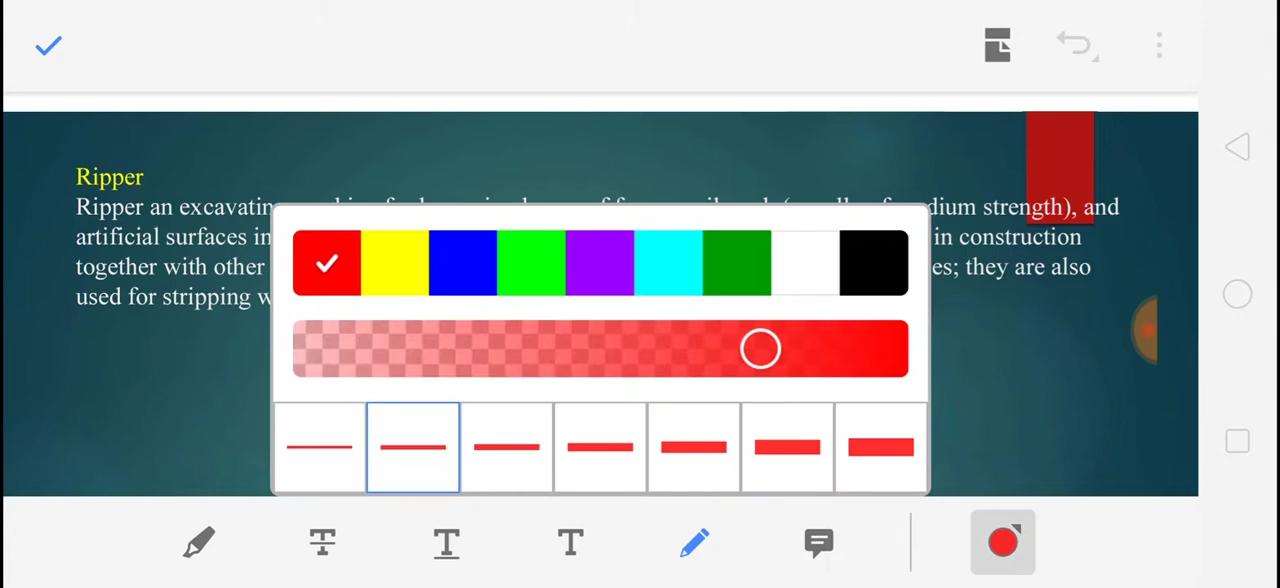 Ripper
Ripper an excavating dium strength), and
artificial surfaces in in construction
together with other es; they are also
used for stripping w
T
T
T